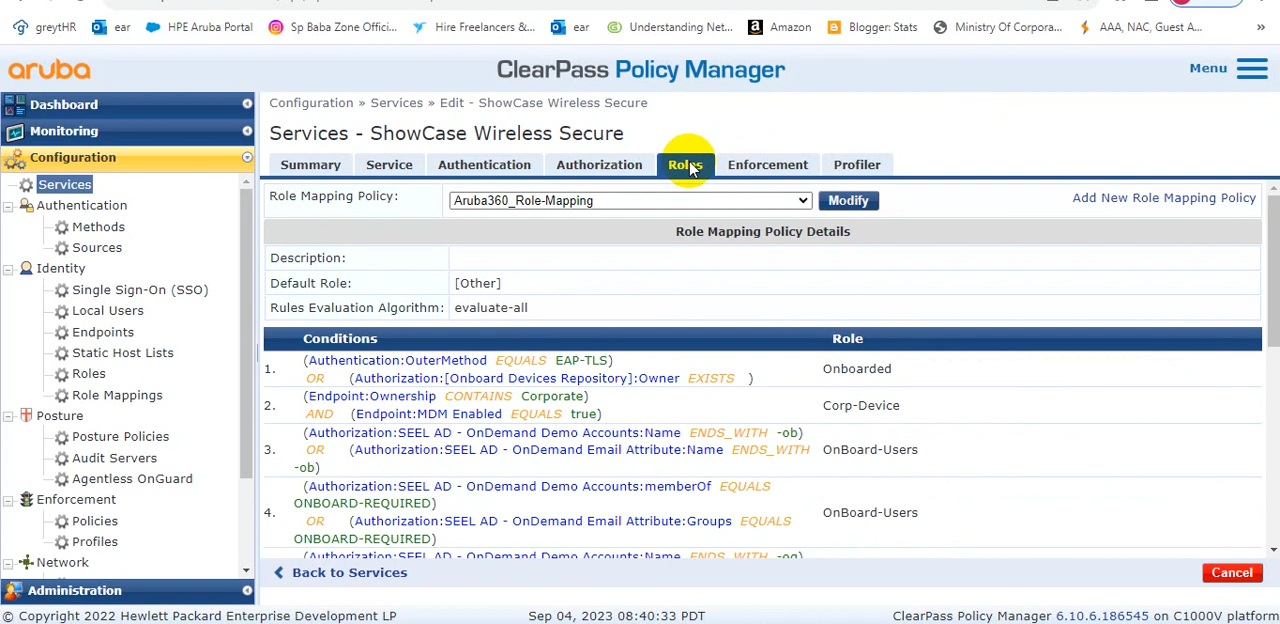 greytHR ear HPE Aruba Portal Sp Baba Zone Offici... Hire Freelancers &... ear Understanding Net... Amazon Blogger: Stats Ministry Of Corpora... AAA, NAC, Guest A... »
aruba
ClearPass Policy Manager
Menu
Dashboard
Monitoring
Configuration
Services
Authentication
Methods
Sources
Identity
Single Sign-On (SSO)
Local Users
Endpoints
Static Host Lists
Roles
Role Mappings
Posture
Posture Policies
Audit Servers
Agentless OnGuard
Enforcement
Policies
Profiles
Network
Administration
Configuration » Services » Edit - ShowCase Wireless Secure
Services - ShowCase Wireless Secure
Summary Service Authentication Authorization Roles Enforcement Profiler
Role Mapping Policy: Aruba360_Role-Mapping Modify Add New Role Mapping Policy
Role Mapping Policy Details
Description:
Default Role: [Other]
Rules Evaluation Algorithm: evaluate-all
Conditions Role
(Authentication:OuterMethod EQUALS EAP-TLS)
1. OR (Authorization:[Onboard Devices Repository]:Owner EXISTS ) Onboarded
(Endpoint:Ownership CONTAINS Corporate)
2. AND (Endpoint:MDM Enabled EQUALS true) Corp-Device
(Authorization:SEEL AD - OnDemand Demo Accounts:Name ENDS_WITH -ob)
3. OR (Authorization:SEEL AD - OnDemand Email Attribute:Name ENDS_WITH OnBoard-Users
-ob)
(Authorization:SEEL AD - OnDemand Demo Accounts:memberOf EQUALS
ONBOARD-REQUIRED)
4. OR (Authorization:SEEL AD - OnDemand Email Attribute:Groups EQUALS OnBoard-Users
ONBOARD-REQUIRED)
(Authorization:SEEL AD - OnDemand Demo Accounts:Name ENDS_WITH -og)
Back to Services Cancel
© Copyright 2022 Hewlett Packard Enterprise Development LP Sep 04, 2023 08:40:33 PDT ClearPass Policy Manager 6.10.6.186545 on C1000V platform